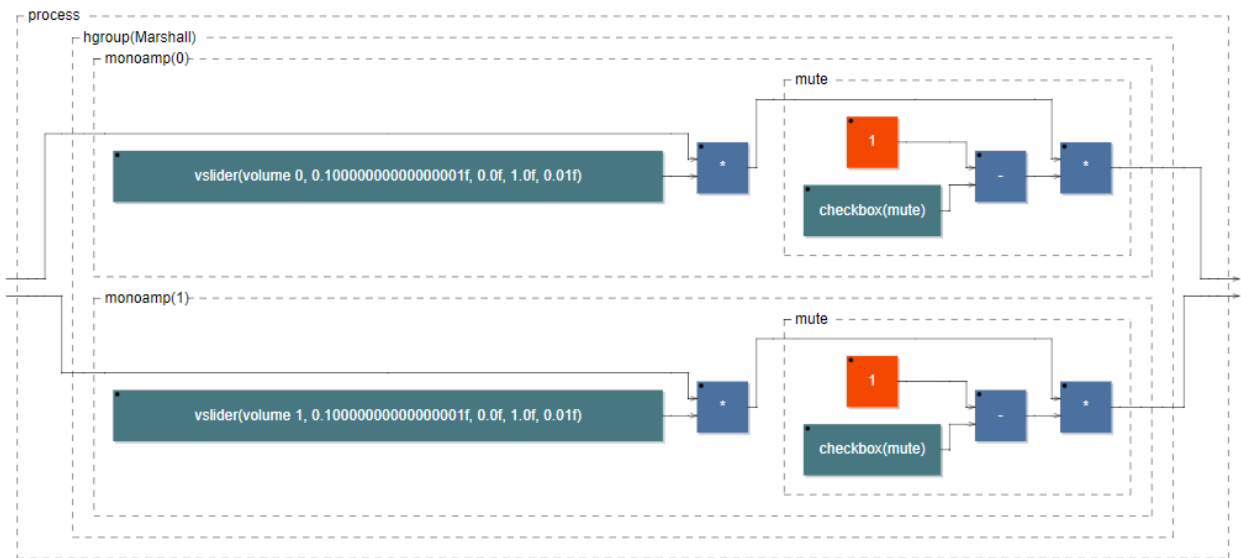 process
hgroup(Marshall)
monoamp(0)
mute
1
*
vslider(volume 0, 0.10000000000000001f, 0.0f, 1.0f, 0.01f)
*
-
checkbox(mute)
monoamp(1)
mute
1
*
vslider(volume 1, 0.10000000000000001f, 0.0f, 1.0f, 0.01f)
*
-
checkbox(mute)